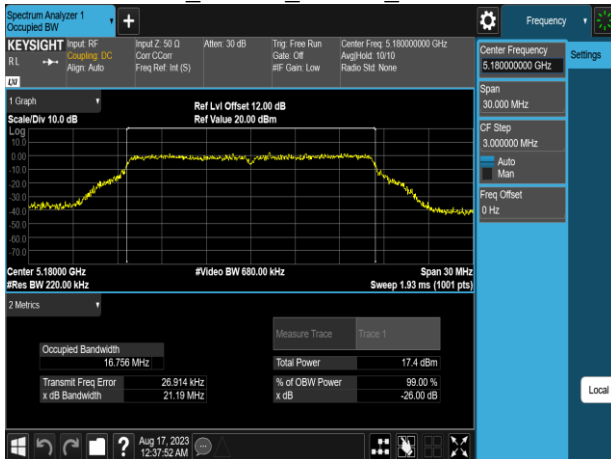 Spectrum Analyzer 1
Occupied BW
Frequency
KEYSIGHT
Input: RF
Input Z: 50 Ω
Atten: 30 dB
Trig: Free Run
Center Freq: 5.180000000 GHz
RL
Coupling: DC
Corr CCorr
Gate: Off
Avg|Hold: 10/10
Align: Auto
Freq Ref: Int (S)
#IF Gain: Low
Radio Std: None
LXI
Center Frequency
5.180000000 GHz
Settings
Span
30.000 MHz
CF Step
3.000000 MHz
Auto
Man
Freq Offset
0 Hz
1 Graph
Ref Lvl Offset 12.00 dB
Scale/Div 10.0 dB
Ref Value 20.00 dBm
Log
10.0
0.00
-10.0
-20.0
-30.0
-40.0
-50.0
-60.0
-70.0
Center 5.18000 GHz
#Video BW 680.00 kHz
Span 30 MHz
#Res BW 220.00 kHz
Sweep 1.93 ms (1001 pts)
2 Metrics
Measure Trace
Trace 1
Occupied Bandwidth
16.756 MHz
Total Power
17.4 dBm
Transmit Freq Error
26.914 kHz
% of OBW Power
99.00 %
x dB Bandwidth
21.19 MHz
x dB
-26.00 dB
Local
?
Aug 17, 2023
12:37:52 AM